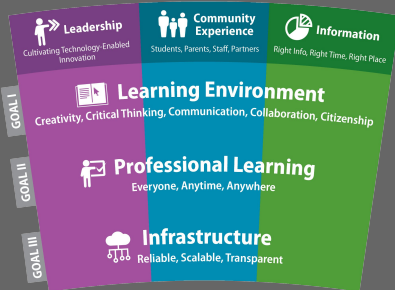 Leadership
Cultivating Technology-Enabled
Innovation
Community
Experience
Students, Parents, Staff, Partners
Information
Right Info, Right Time, Right Place
GOAL I
Learning Environment
Creativity, Critical Thinking, Communication, Collaboration, Citizenship
GOAL II
Professional Learning
Everyone, Anytime, Anywhere
GOAL III
Infrastructure
Reliable, Scalable, Transparent